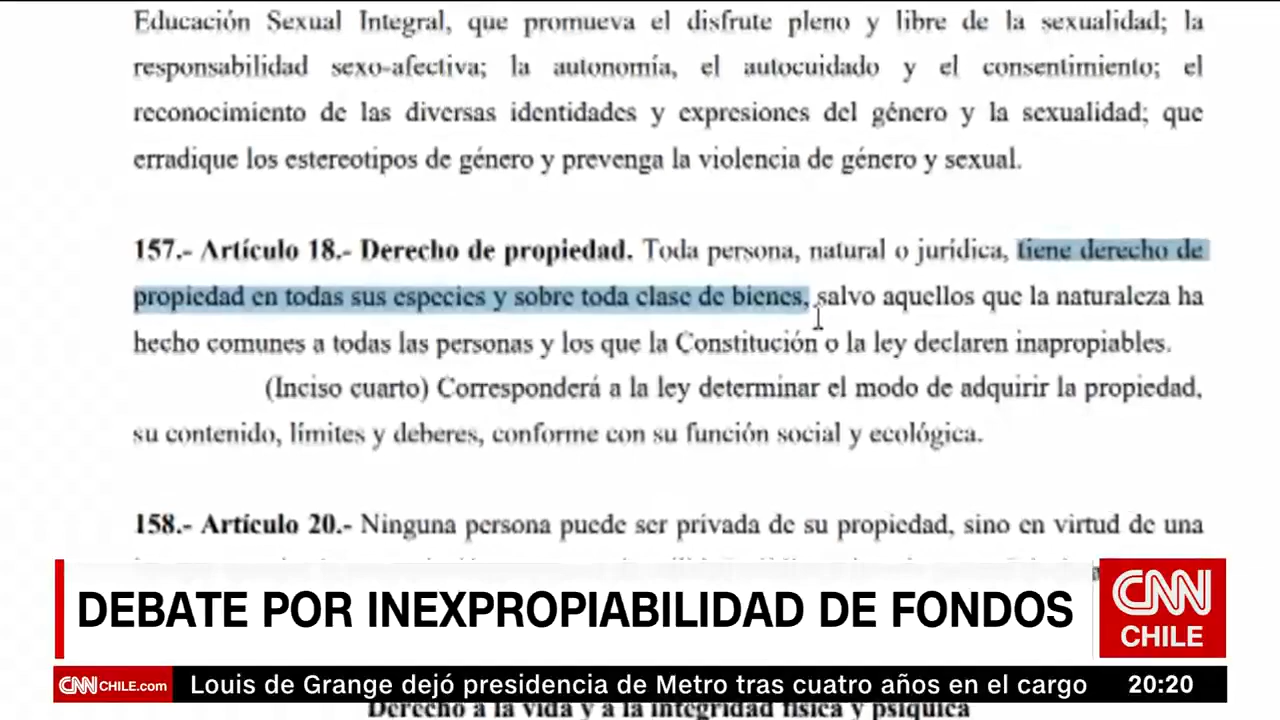 Educación Sexual Integral, que promueva el disfrute pleno y libre de la sexualidad; la
responsabilidad sexo-afectiva; la autonomía, el autocuidado y el consentimiento; el
reconocimiento de las diversas identidades y expresiones del género y la sexualidad; que
erradique los estereotipos de género y prevenga la violencia de género y sexual.
157.- Artículo 18.- Derecho de propiedad. Toda persona, natural o jurídica, tiene derecho de
propiedad en todas sus especies y sobre toda clase de bienes, salvo aquellos que la naturaleza ha
hecho comunes a todas las personas y los que la Constitución o la ley declaren inapropiables.
(Inciso cuarto) Corresponderá a la ley determinar el modo de adquirir la propiedad,
su contenido, límites y deberes, conforme con su función social y ecológica.
158.- Artículo 20.- Ninguna persona puede ser privada de su propiedad, sino en virtud de una
DEBATE POR INEXPROPIABILIDAD DE FONDOS
CNN
CHILE
CNNCHILE.com Louis de Grange dejó presidencia de Metro tras cuatro años en el cargo 20:20
Derecho a la vida y a la integridad física y psíquica